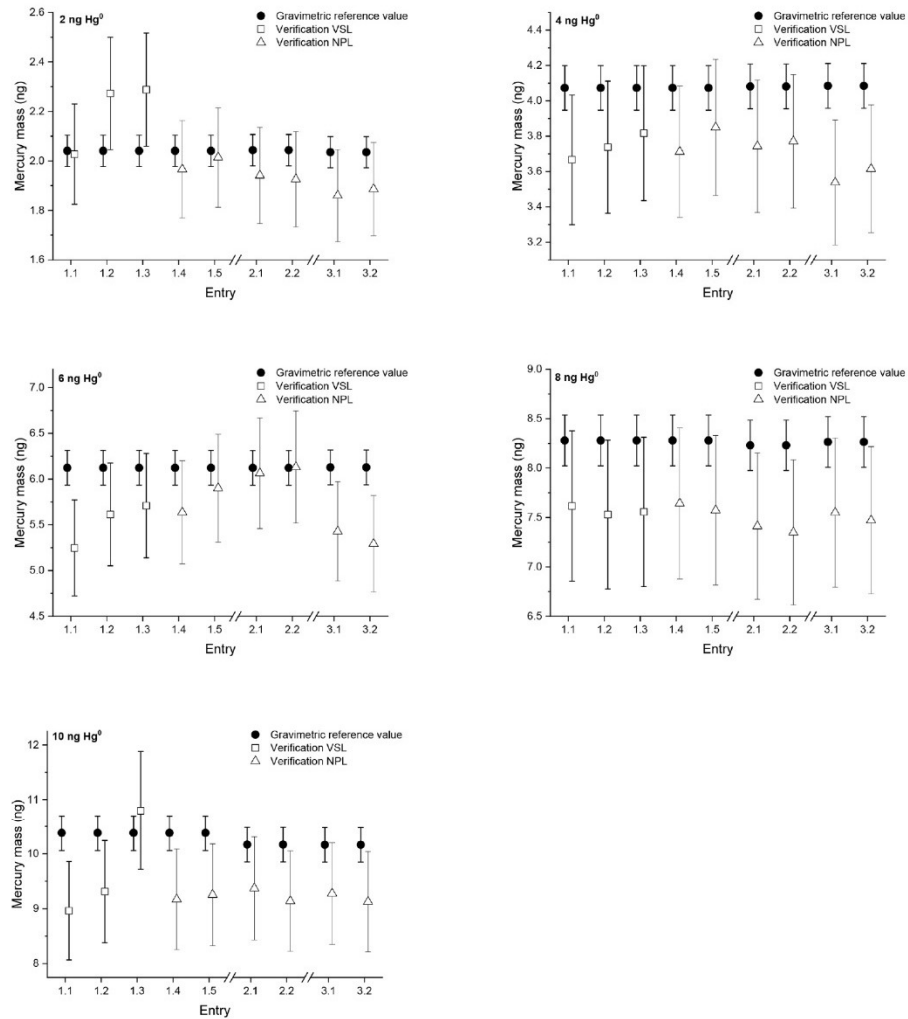 2 ng Hg⁰
Gravimetric reference value
Verification VSL
Verification NPL
Mercury mass (ng)
2.6
2.4
2.2
2.0
1.8
1.6
1.1 1.2 1.3 1.4 1.5 2.1 2.2 3.1 3.2
Entry
4 ng Hg⁰
Gravimetric reference value
Verification VSL
Verification NPL
Mercury mass (ng)
4.4
4.2
4.0
3.8
3.6
3.4
3.2
1.1 1.2 1.3 1.4 1.5 2.1 2.2 3.1 3.2
Entry
6 ng Hg⁰
Gravimetric reference value
Verification VSL
Verification NPL
Mercury mass (ng)
7.0
6.5
6.0
5.5
5.0
4.5
1.1 1.2 1.3 1.4 1.5 2.1 2.2 3.1 3.2
Entry
8 ng Hg⁰
Gravimetric reference value
Verification VSL
Verification NPL
Mercury mass (ng)
9.0
8.5
8.0
7.5
7.0
6.5
1.1 1.2 1.3 1.4 1.5 2.1 2.2 3.1 3.2
Entry
10 ng Hg⁰
Gravimetric reference value
Verification VSL
Verification NPL
Mercury mass (ng)
12
11
10
9
8
1.1 1.2 1.3 1.4 1.5 2.1 2.2 3.1 3.2
Entry